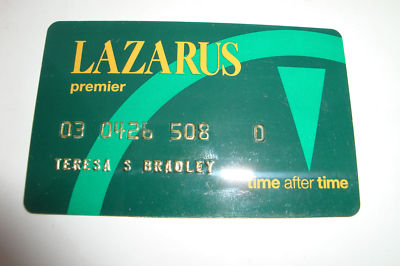 LAZARUS
premier
03 0426 508 0
TERESA S BRADLEY
time after time